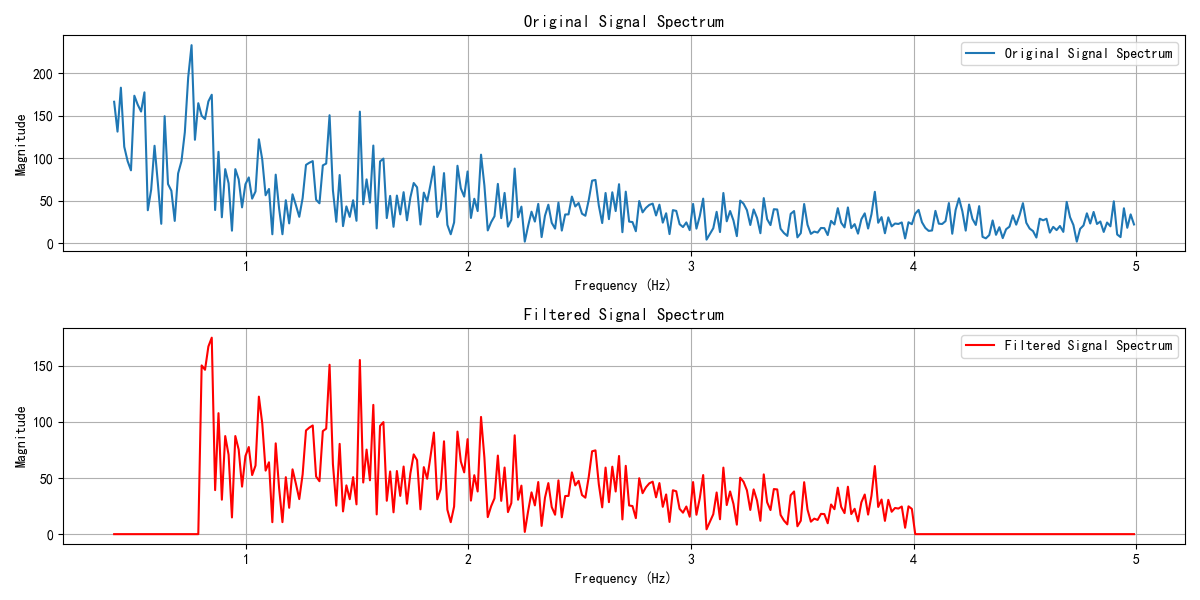 Original Signal Spectrum
Original Signal Spectrum
Magnitude
200
150
100
50
0
1
2
3
4
5
Frequency (Hz)
Filtered Signal Spectrum
Filtered Signal Spectrum
Magnitude
150
100
50
0
1
2
3
4
5
Frequency (Hz)